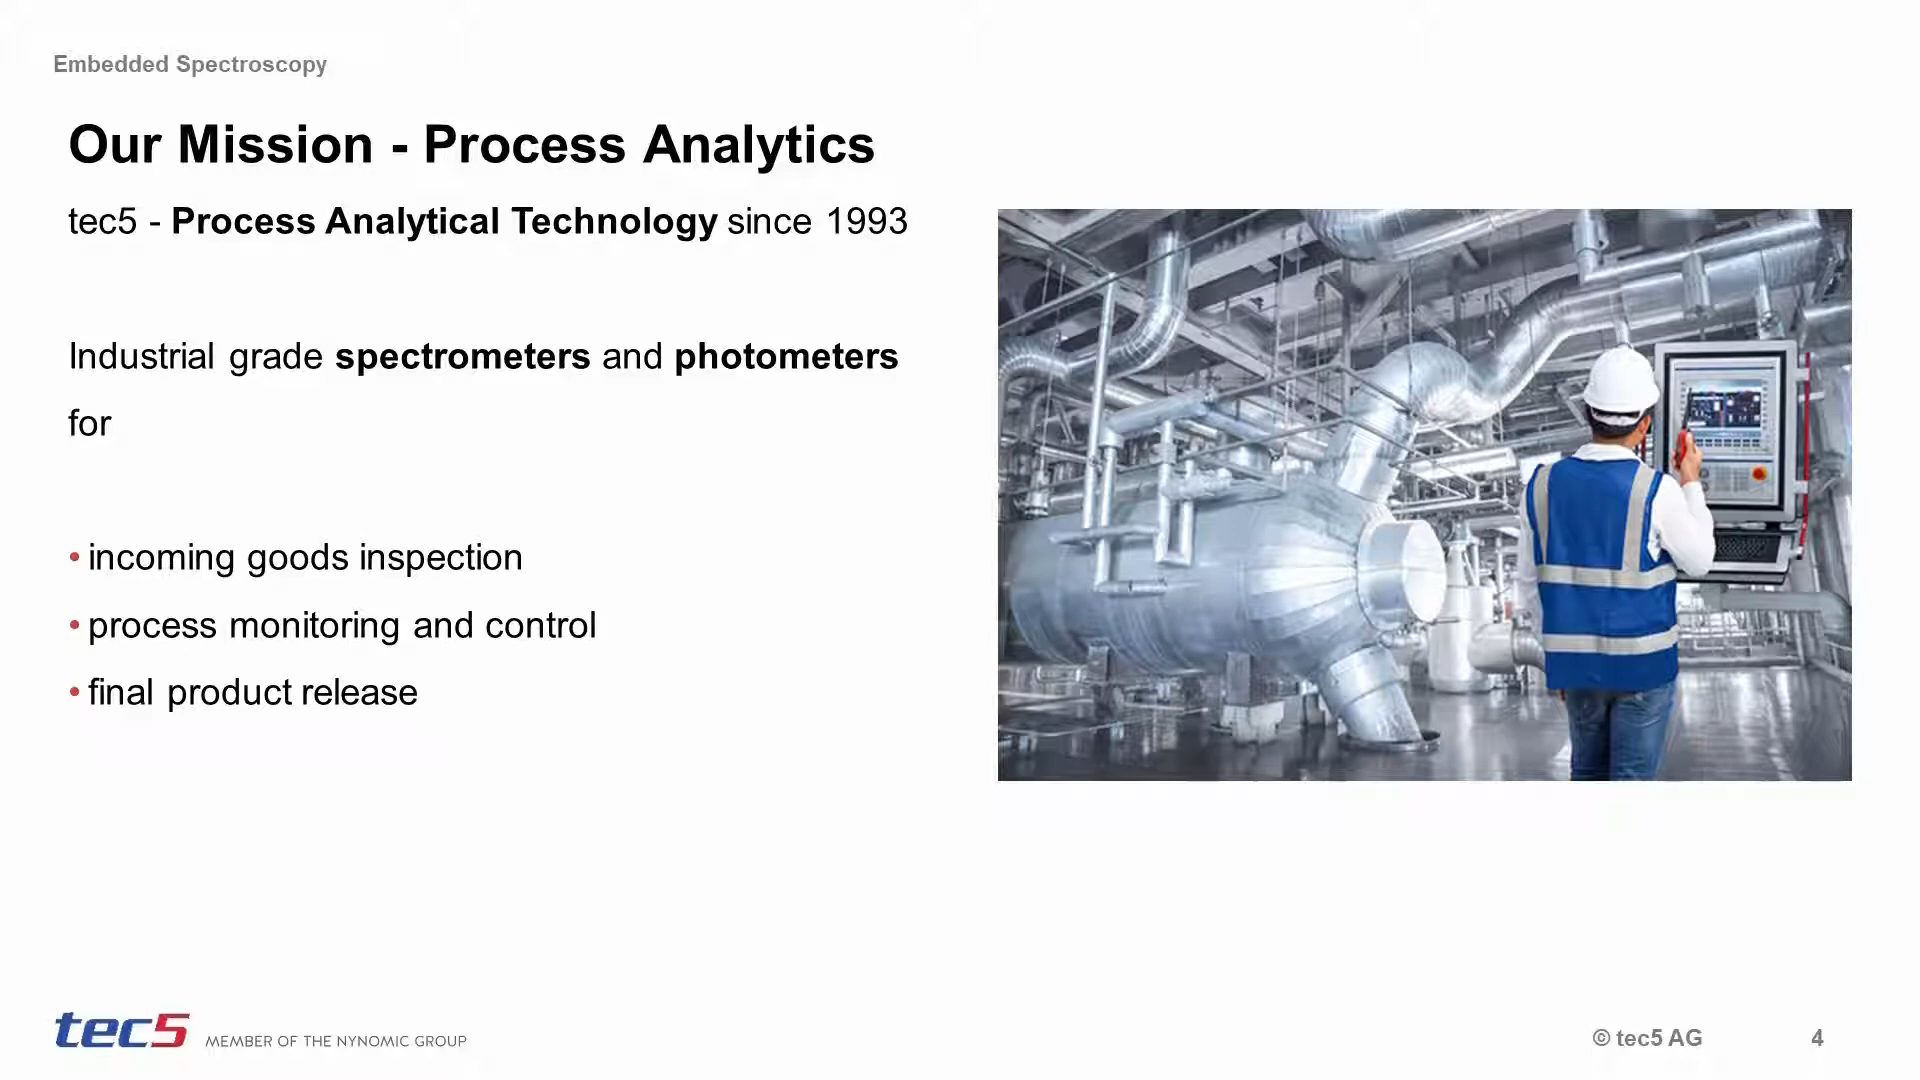 Embedded Spectroscopy
Our Mission - Process Analytics
tec5 - Process Analytical Technology since 1993
Industrial grade spectrometers and photometers
for
• incoming goods inspection
• process monitoring and control
• final product release
tec5 MEMBER OF THE NYNOMIC GROUP
© tec5 AG
4